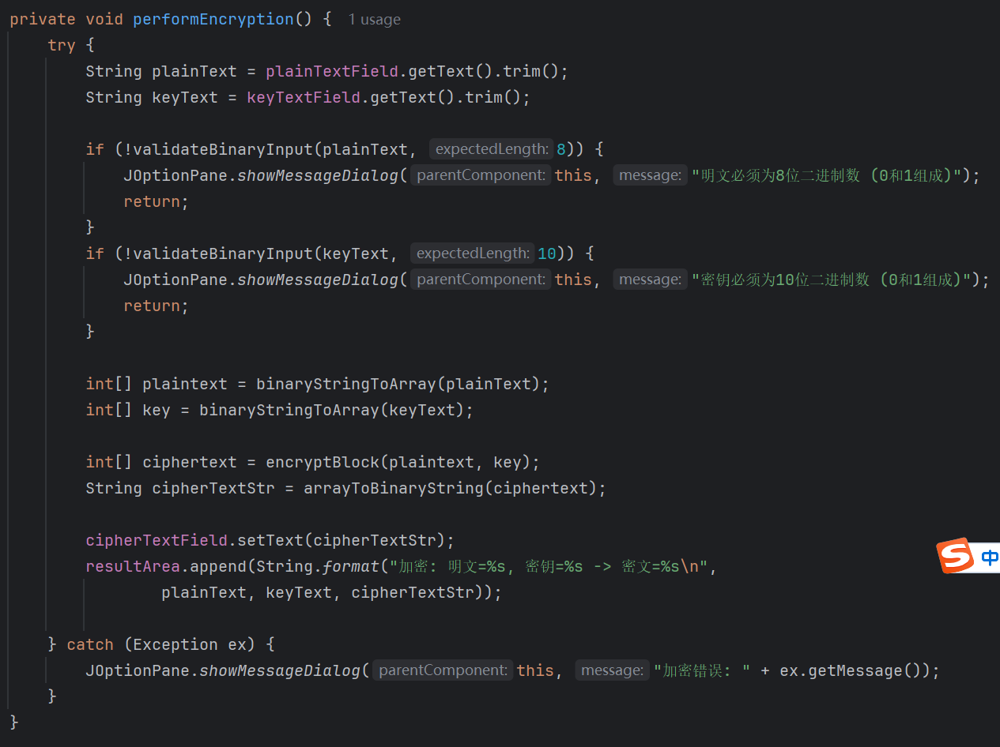 private void performEncryption() { 1 usage
try {
String plainText = plainTextField.getText().trim();
String keyText = keyTextField.getText().trim();
if (!validateBinaryInput(plainText, expectedLength: 8)) {
JOptionPane.showMessageDialog( parentComponent: this, message: "明文必须为8位二进制数 (0和1组成)");
return;
}
if (!validateBinaryInput(keyText, expectedLength: 10)) {
JOptionPane.showMessageDialog( parentComponent: this, message: "密钥必须为10位二进制数 (0和1组成)");
return;
}
int[] plaintext = binaryStringToArray(plainText);
int[] key = binaryStringToArray(keyText);
int[] ciphertext = encryptBlock(plaintext, key);
String cipherTextStr = arrayToBinaryString(ciphertext);
cipherTextField.setText(cipherTextStr);
resultArea.append(String.format("加密: 明文=%s, 密钥=%s -> 密文=%s\n",
plainText, keyText, cipherTextStr));
} catch (Exception ex) {
JOptionPane.showMessageDialog( parentComponent: this, message: "加密错误: " + ex.getMessage());
}
}
S 中